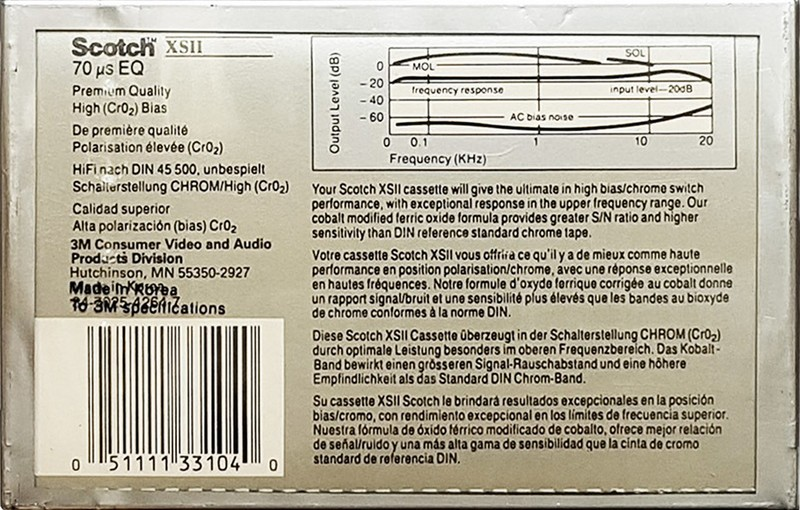 Scotch™ XSII
70 µs EQ
Premium Quality
High (CrO₂) Bias
De première qualité
Polarisation élevée (CrO₂)
HiFi nach DIN 45 500, unbespielt
Schalterstellung CHROM/High (CrO₂)
Calidad superior
Alta polarización (bias) CrO₂
3M Consumer Video and Audio
Products Division
Hutchinson, MN 55350-2927
Made in Korea
To 3M specifications
0 51111 33104 0
Output Level (dB)
0
-20
-40
-60
MOL
SOL
frequency response
input level-20dB
AC bias noise
0 0.1 1 10 20
Frequency (KHz)
Your Scotch XSII cassette will give the ultimate in high bias/chrome switch
performance, with exceptional response in the upper frequency range. Our
cobalt modified ferric oxide formula provides greater S/N ratio and higher
sensitivity than DIN reference standard chrome tape.
Votre cassette Scotch XSII vous offrira ce qu'il y a de mieux comme haute
performance en position polarisation/chrome, avec une réponse exceptionnelle
en hautes fréquences. Notre formule d'oxyde ferrique corrigée au cobalt donne
un rapport signal/bruit et une sensibilité plus élevés que les bandes au bioxyde
de chrome conformes à la norme DIN.
Diese Scotch XSII Cassette überzeugt in der Schalterstellung CHROM (CrO₂)
durch optimale Leistung besonders im oberen Frequenzbereich. Das Kobalt-
Band bewirkt einen grösseren Signal-Rauschabstand und eine höhere
Empfindlichkeit als das Standard DIN Chrom-Band.
Su cassette XSII Scotch le brindará resultados excepcionales en la posición
bias/cromo, con rendimiento excepcional en los límites de frecuencia superior.
Nuestra fórmula de óxido férrico modificado de cobalto, ofrece mejor relación
de señal/ruido y una más alta gama de sensibilidad que la cinta de cromo
standard de referencia DIN.